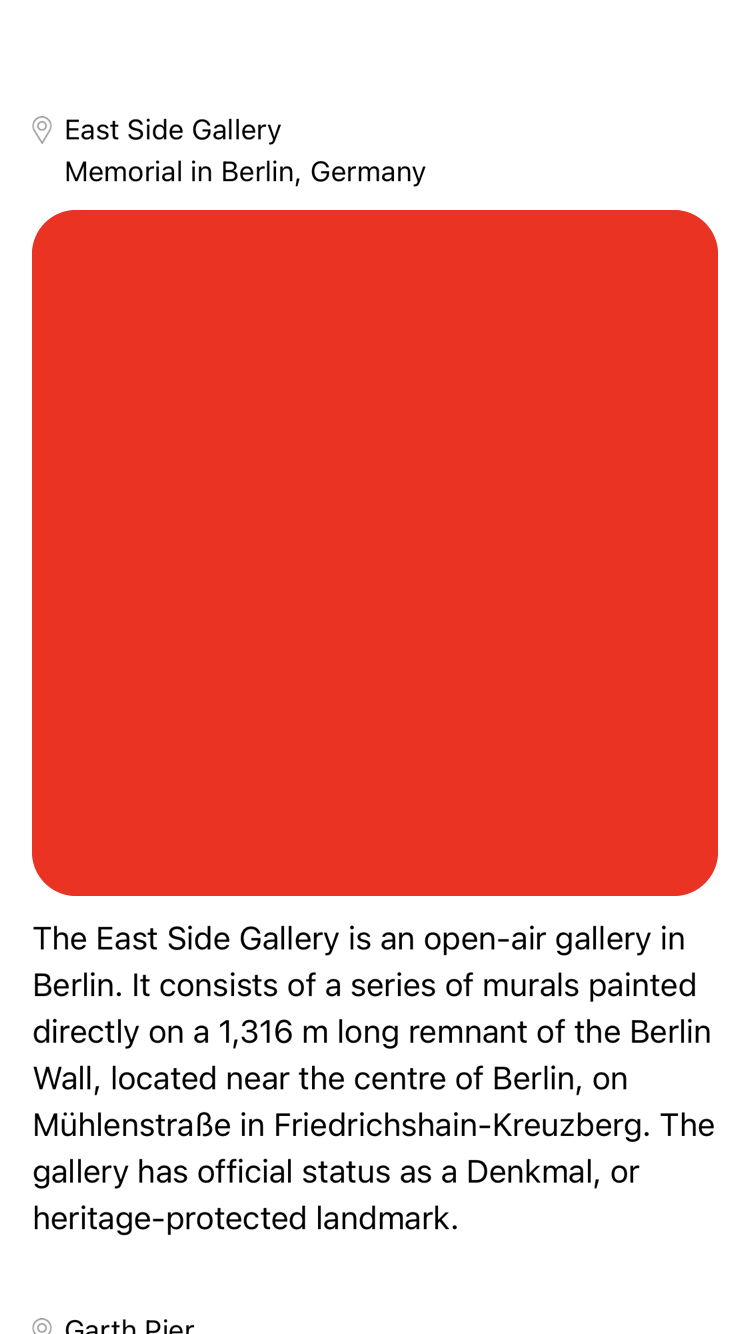 East Side Gallery
Memorial in Berlin, Germany
The East Side Gallery is an open-air gallery in
Berlin. It consists of a series of murals painted
directly on a 1,316 m long remnant of the Berlin
Wall, located near the centre of Berlin, on
Mühlenstraße in Friedrichshain-Kreuzberg. The
gallery has official status as a Denkmal, or
heritage-protected landmark.
Garth Pier